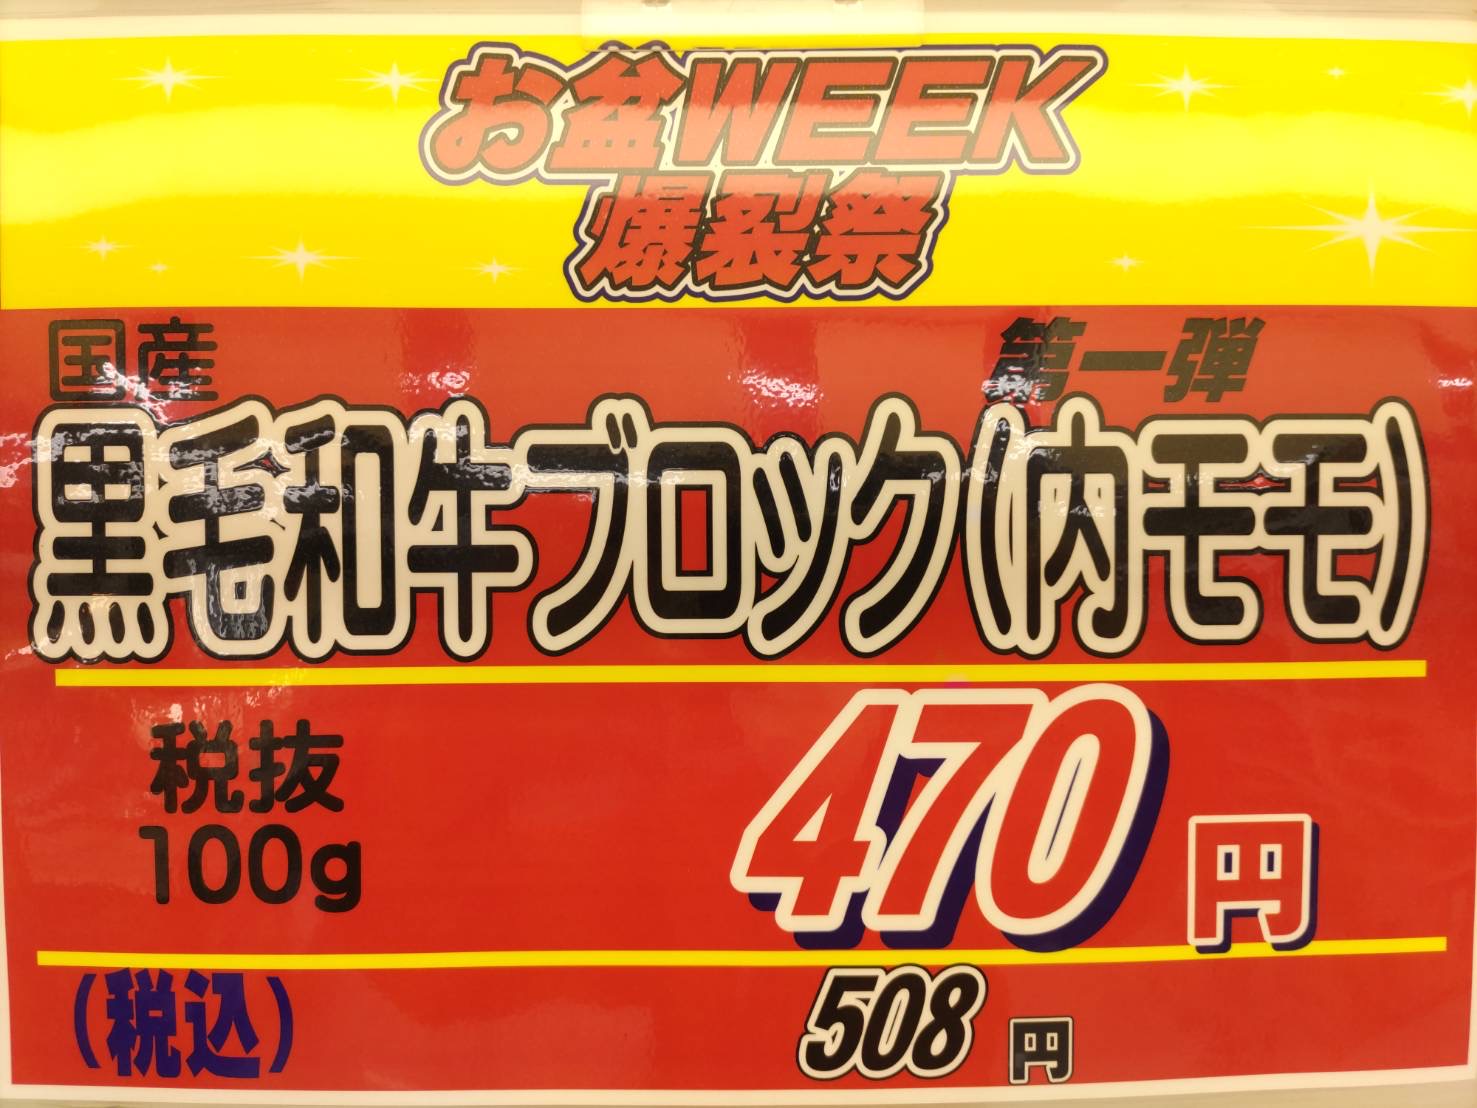 お盆WEEK
爆裂祭
国産 第一弾
黒毛和牛ブロック(内モモ)
税抜
100g
470円
(税込) 508円